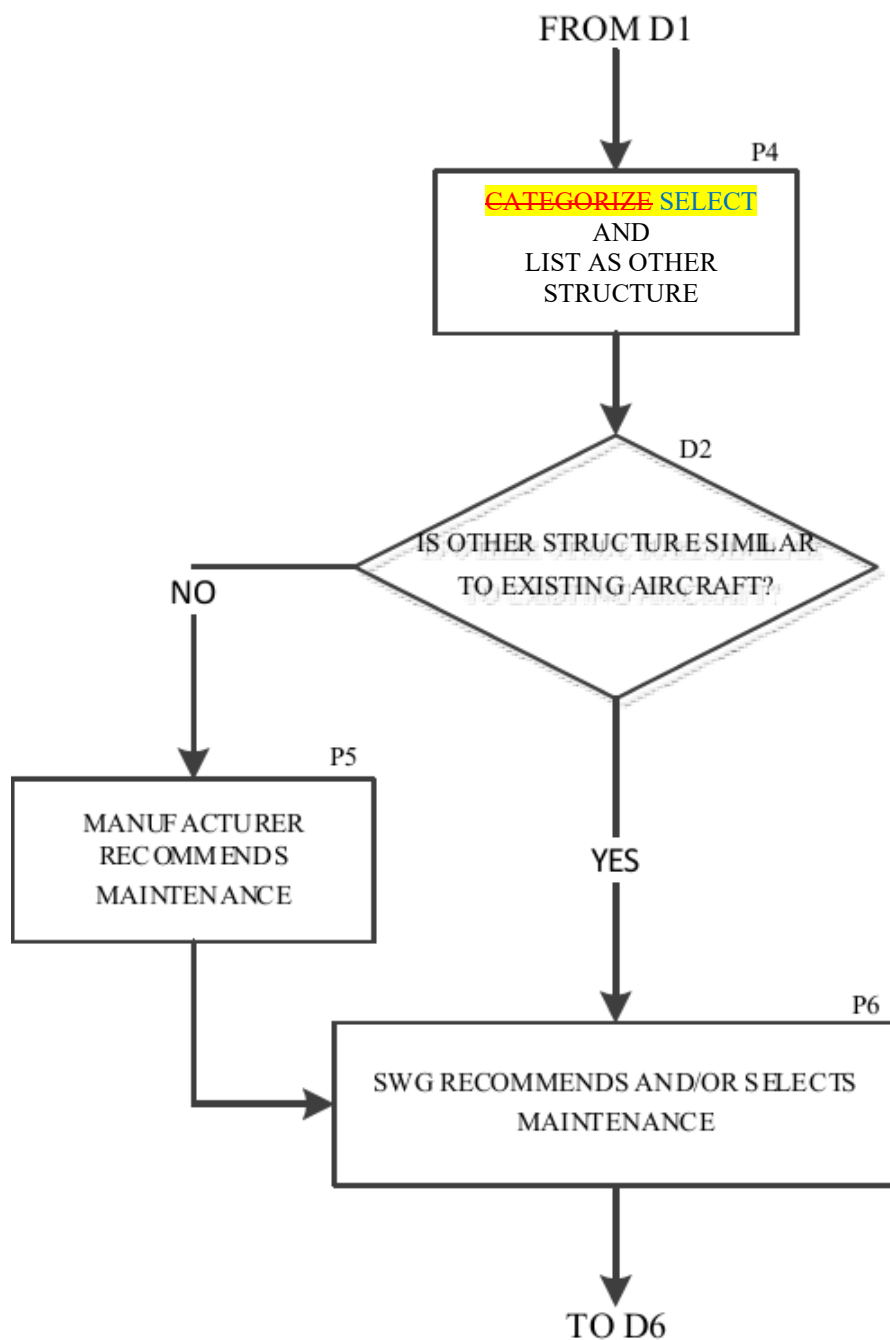 FROM D1
P4
CATEGORIZE SELECT
AND
LIST AS OTHER
STRUCTURE
D2
IS OTHER STRUCTURE SIMILAR
TO EXISTING AIRCRAFT?
NO
P5
MANUFACTURER
RECOMMENDS
MAINTENANCE
YES
P6
SWG RECOMMENDS AND/OR SELECTS
MAINTENANCE
TO D6